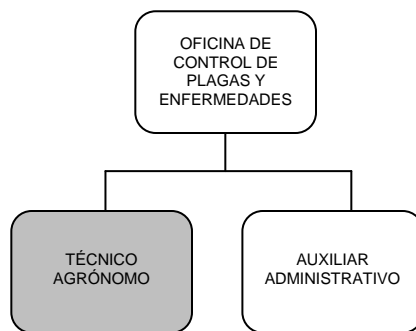 OFICINA DE
CONTROL DE
PLAGAS Y
ENFERMEDADES
TÉCNICO
AGRÓNOMO
AUXILIAR
ADMINISTRATIVO